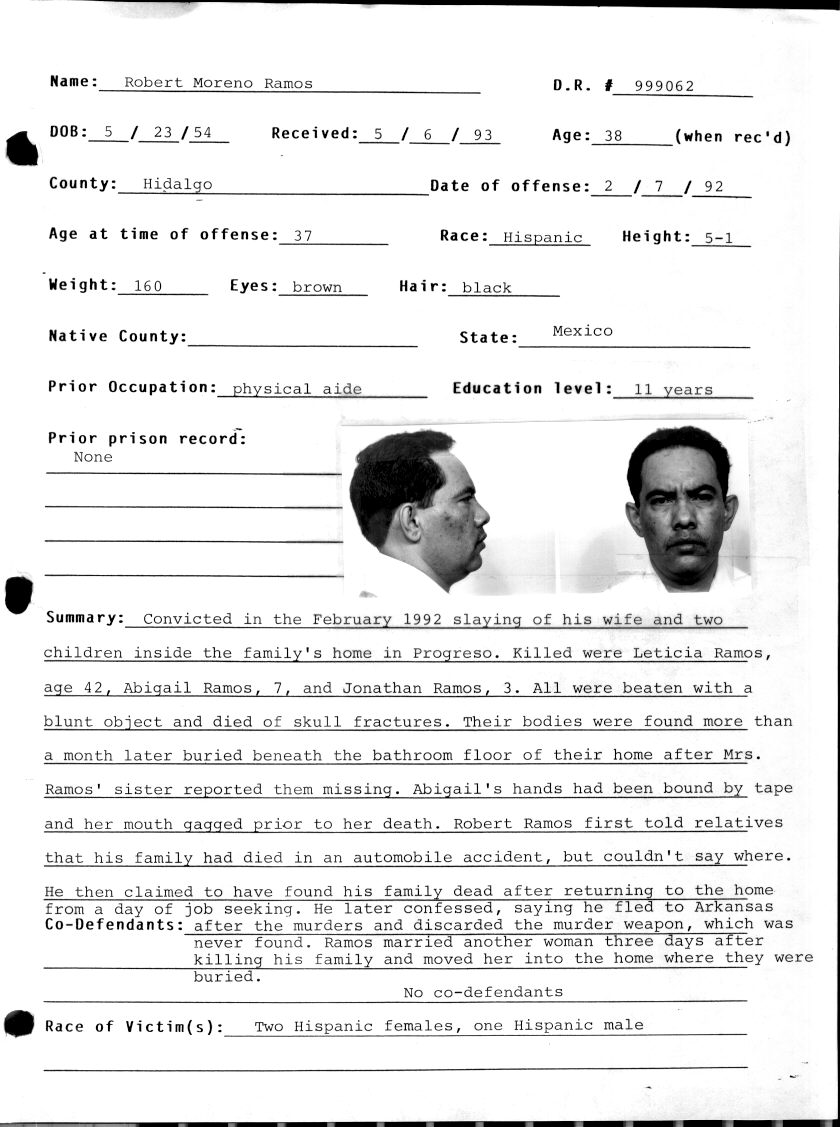 Name: Robert Moreno Ramos D.R. # 999062
DOB: 5 / 23 / 54 Received: 5 / 6 / 93 Age: 38 (when rec'd)
County: Hidalgo Date of offense: 2 / 7 / 92
Age at time of offense: 37 Race: Hispanic Height: 5-1
Weight: 160 Eyes: brown Hair: black
Native County: State: Mexico
Prior Occupation: physical aide Education level: 11 years
Prior prison record:
None
Summary: Convicted in the February 1992 slaying of his wife and two
children inside the family's home in Progreso. Killed were Leticia Ramos,
age 42, Abigail Ramos, 7, and Jonathan Ramos, 3. All were beaten with a
blunt object and died of skull fractures. Their bodies were found more than
a month later buried beneath the bathroom floor of their home after Mrs.
Ramos' sister reported them missing. Abigail's hands had been bound by tape
and her mouth gagged prior to her death. Robert Ramos first told relatives
that his family had died in an automobile accident, but couldn't say where.
He then claimed to have found his family dead after returning to the home
from a day of job seeking. He later confessed, saying he fled to Arkansas
Co-Defendants: after the murders and discarded the murder weapon, which was
never found. Ramos married another woman three days after
killing his family and moved her into the home where they were
buried.
No co-defendants
Race of Victim(s): Two Hispanic females, one Hispanic male